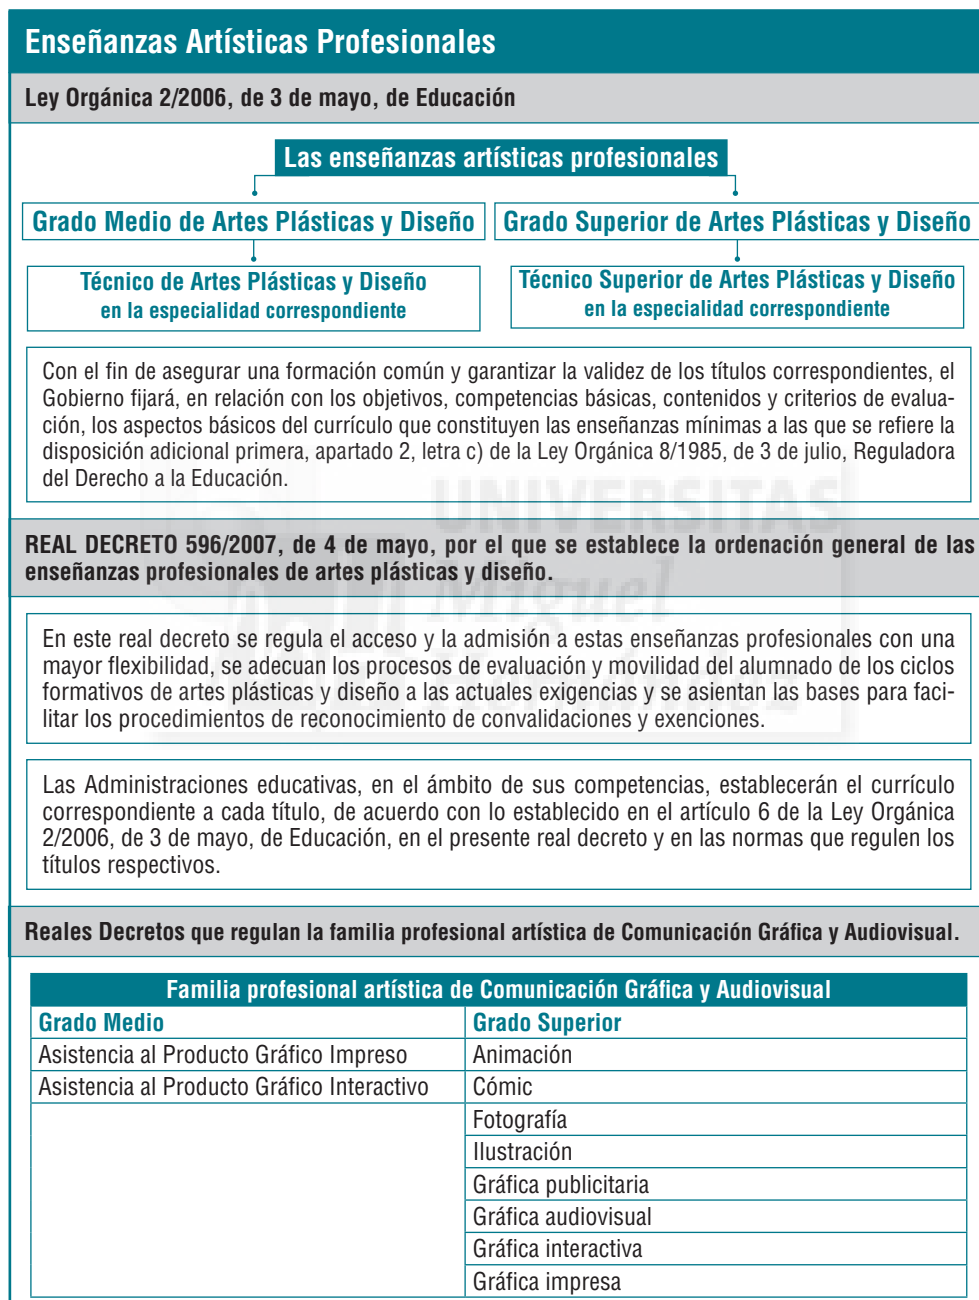 Enseñanzas Artísticas Profesionales
Ley Orgánica 2/2006, de 3 de mayo, de Educación
Las enseñanzas artísticas profesionales
Grado Medio de Artes Plásticas y Diseño
Grado Superior de Artes Plásticas y Diseño
Técnico de Artes Plásticas y Diseño
en la especialidad correspondiente
Técnico Superior de Artes Plásticas y Diseño
en la especialidad correspondiente
Con el fin de asegurar una formación común y garantizar la validez de los títulos correspondientes, el
Gobierno fijará, en relación con los objetivos, competencias básicas, contenidos y criterios de evalua-
ción, los aspectos básicos del currículo que constituyen las enseñanzas mínimas a las que se refiere la
disposición adicional primera, apartado 2, letra c) de la Ley Orgánica 8/1985, de 3 de julio, Reguladora
del Derecho a la Educación.
UNIVERSITAS
Miguel
Hernández
REAL DECRETO 596/2007, de 4 de mayo, por el que se establece la ordenación general de las
enseñanzas profesionales de artes plásticas y diseño.
En este real decreto se regula el acceso y la admisión a estas enseñanzas profesionales con una
mayor flexibilidad, se adecuan los procesos de evaluación y movilidad del alumnado de los ciclos
formativos de artes plásticas y diseño a las actuales exigencias y se asientan las bases para faci-
litar los procedimientos de reconocimiento de convalidaciones y exenciones.
Las Administraciones educativas, en el ámbito de sus competencias, establecerán el currículo
correspondiente a cada título, de acuerdo con lo establecido en el artículo 6 de la Ley Orgánica
2/2006, de 3 de mayo, de Educación, en el presente real decreto y en las normas que regulen los
títulos respectivos.
Reales Decretos que regulan la familia profesional artística de Comunicación Gráfica y Audiovisual.
Familia profesional artística de Comunicación Gráfica y Audiovisual
Grado Medio
Grado Superior
Asistencia al Producto Gráfico Impreso
Animación
Asistencia al Producto Gráfico Interactivo
Cómic
Fotografía
Ilustración
Gráfica publicitaria
Gráfica audiovisual
Gráfica interactiva
Gráfica impresa